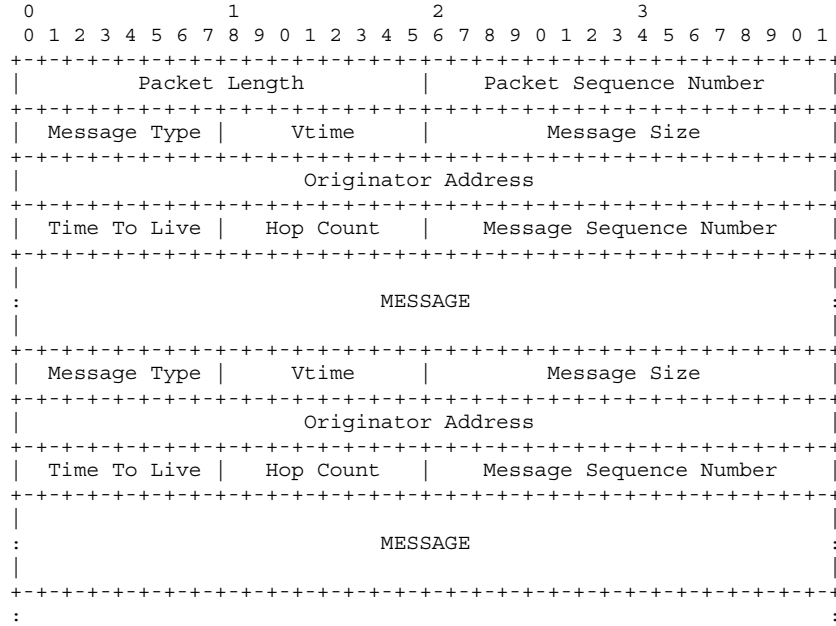 0                   1                   2                   3
0 1 2 3 4 5 6 7 8 9 0 1 2 3 4 5 6 7 8 9 0 1 2 3 4 5 6 7 8 9 0 1
+-+-+-+-+-+-+-+-+-+-+-+-+-+-+-+-+-+-+-+-+-+-+-+-+-+-+-+-+-+-+-+-+
|         Packet Length         |    Packet Sequence Number     |
+-+-+-+-+-+-+-+-+-+-+-+-+-+-+-+-+-+-+-+-+-+-+-+-+-+-+-+-+-+-+-+-+
|  Message Type |     Vtime     |         Message Size          |
+-+-+-+-+-+-+-+-+-+-+-+-+-+-+-+-+-+-+-+-+-+-+-+-+-+-+-+-+-+-+-+-+
|                      Originator Address                       |
+-+-+-+-+-+-+-+-+-+-+-+-+-+-+-+-+-+-+-+-+-+-+-+-+-+-+-+-+-+-+-+-+
|  Time To Live |   Hop Count   |    Message Sequence Number    |
+-+-+-+-+-+-+-+-+-+-+-+-+-+-+-+-+-+-+-+-+-+-+-+-+-+-+-+-+-+-+-+-+
|                                                               |
:                            MESSAGE                            :
|                                                               |
+-+-+-+-+-+-+-+-+-+-+-+-+-+-+-+-+-+-+-+-+-+-+-+-+-+-+-+-+-+-+-+-+
|  Message Type |     Vtime     |         Message Size          |
+-+-+-+-+-+-+-+-+-+-+-+-+-+-+-+-+-+-+-+-+-+-+-+-+-+-+-+-+-+-+-+-+
|                      Originator Address                       |
+-+-+-+-+-+-+-+-+-+-+-+-+-+-+-+-+-+-+-+-+-+-+-+-+-+-+-+-+-+-+-+-+
|  Time To Live |   Hop Count   |    Message Sequence Number    |
+-+-+-+-+-+-+-+-+-+-+-+-+-+-+-+-+-+-+-+-+-+-+-+-+-+-+-+-+-+-+-+-+
|                                                               |
:                            MESSAGE                            :
|                                                               |
+-+-+-+-+-+-+-+-+-+-+-+-+-+-+-+-+-+-+-+-+-+-+-+-+-+-+-+-+-+-+-+-+
:                                                               :